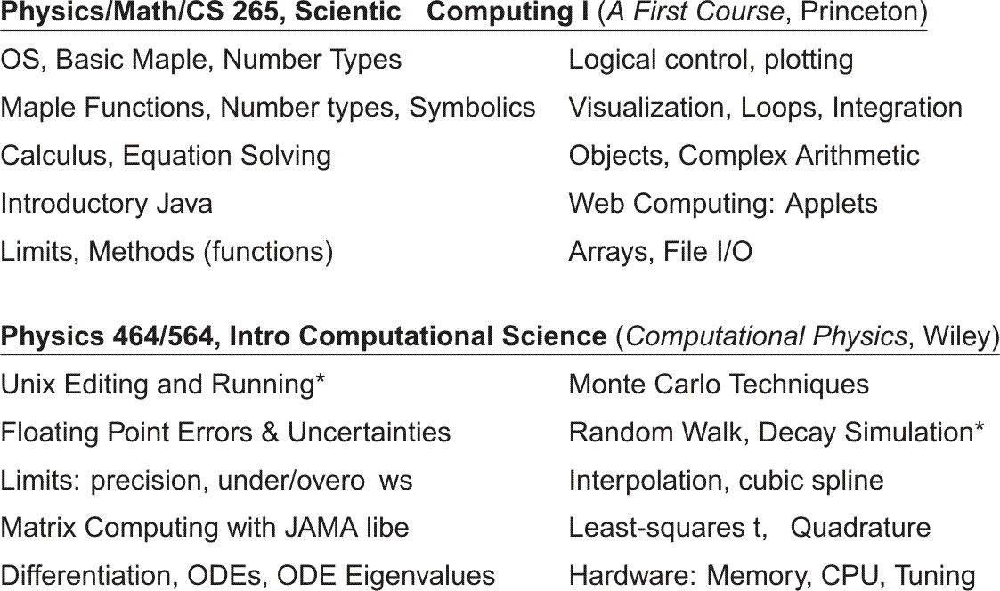 Physics/Math/CS 265, Scientic Computing I (A First Course, Princeton)
OS, Basic Maple, Number Types Logical control, plotting
Maple Functions, Number types, Symbolics Visualization, Loops, Integration
Calculus, Equation Solving Objects, Complex Arithmetic
Introductory Java Web Computing: Applets
Limits, Methods (functions) Arrays, File I/O
Physics 464/564, Intro Computational Science (Computational Physics, Wiley)
Unix Editing and Running* Monte Carlo Techniques
Floating Point Errors & Uncertainties Random Walk, Decay Simulation*
Limits: precision, under/overo ws Interpolation, cubic spline
Matrix Computing with JAMA libe Least-squares t, Quadrature
Differentiation, ODEs, ODE Eigenvalues Hardware: Memory, CPU, Tuning